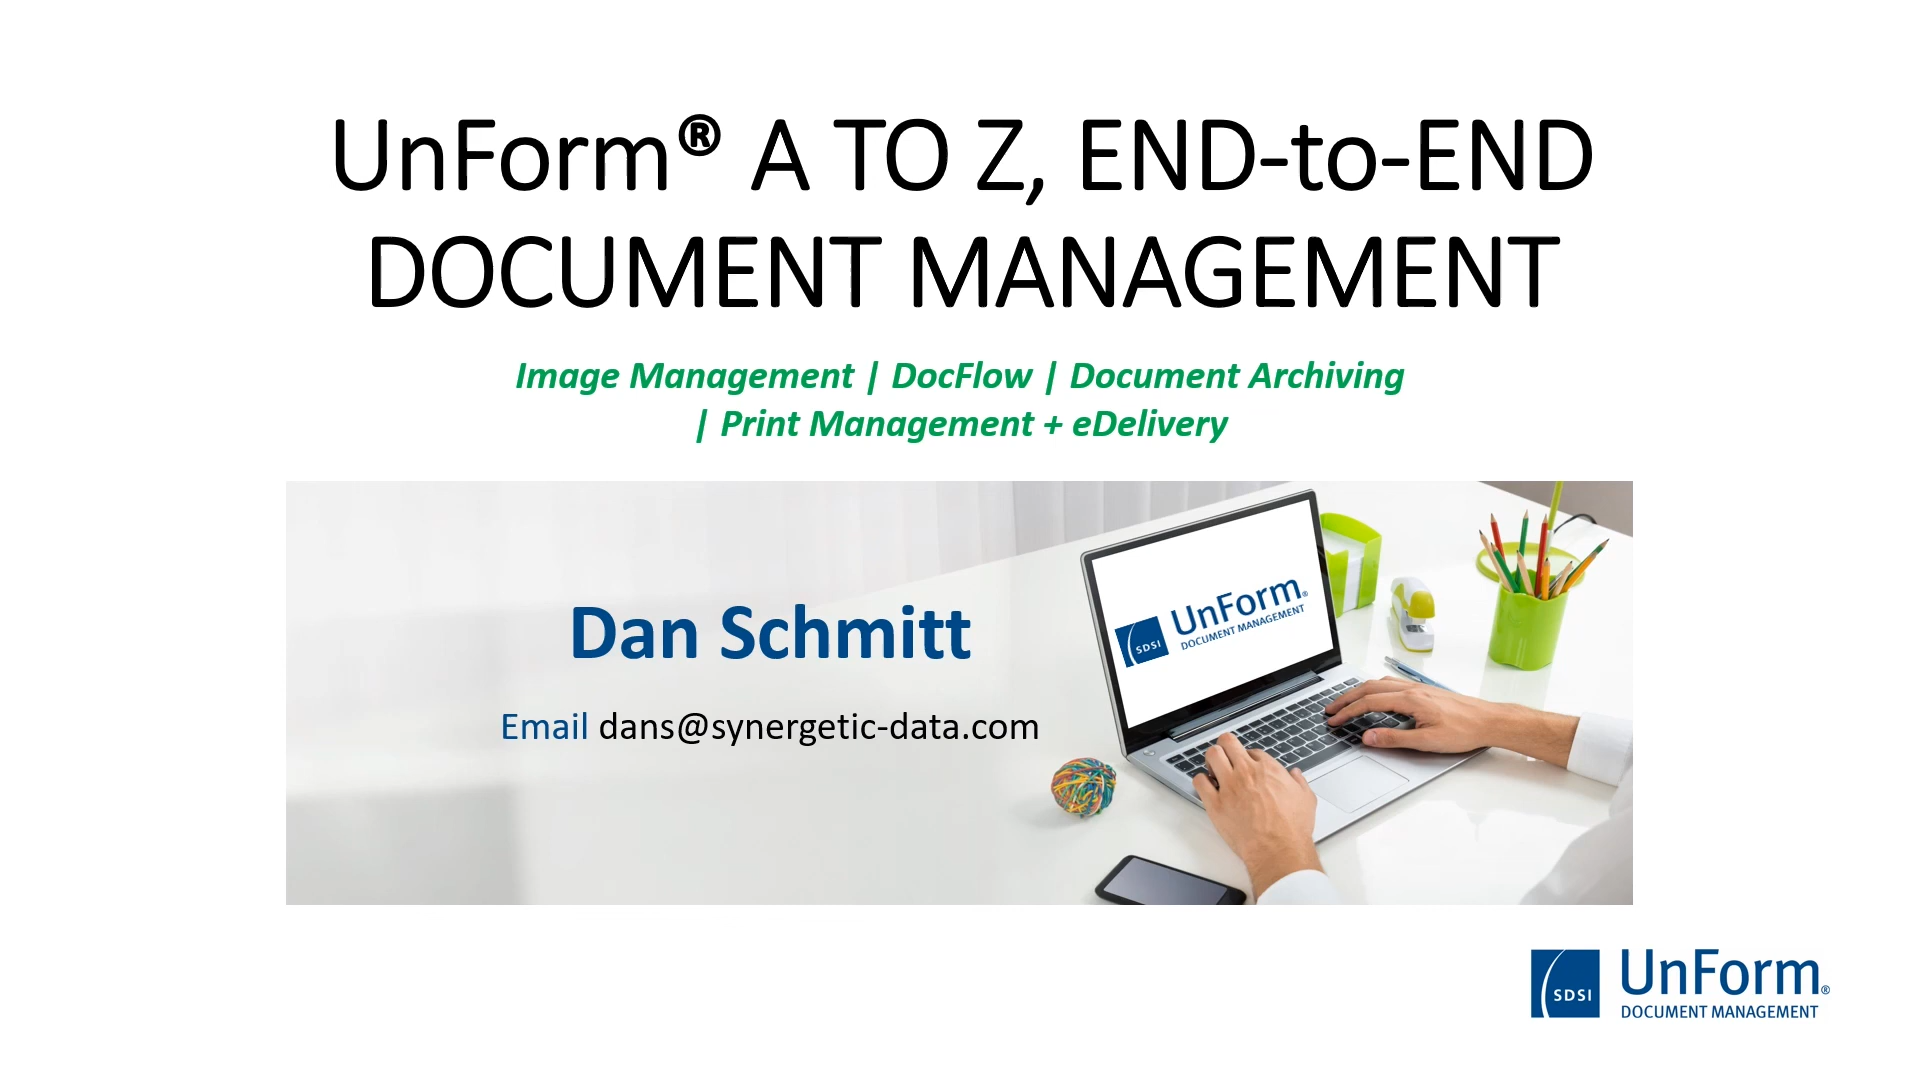 UnForm® A TO Z, END-to-END
DOCUMENT MANAGEMENT
Image Management | DocFlow | Document Archiving
| Print Management + eDelivery
Dan Schmitt
Email dans@synergetic-data.com
SDSI UnForm®
DOCUMENT MANAGEMENT
SDSI UnForm®
DOCUMENT MANAGEMENT